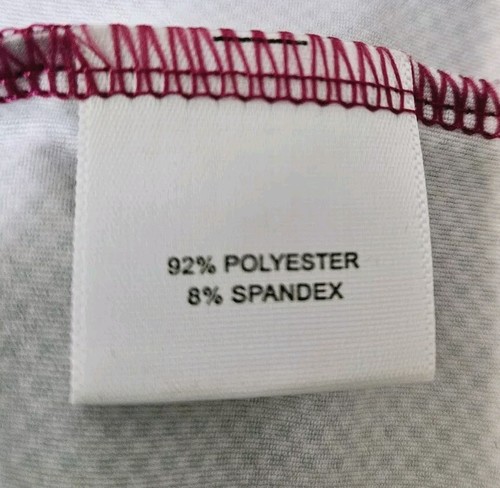 92% POLYESTER
8% SPANDEX